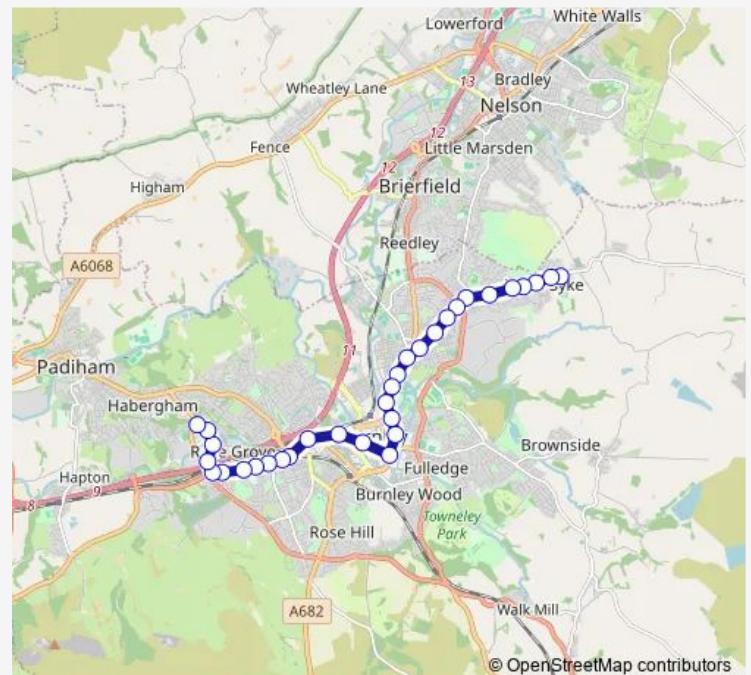 White Walls
Lowerford
13
Bradley
Wheatley Lane
Nelson
12
Fence
Little Marsden
12
Higham
Brierfield
Reedley
A6068
Syke
11
Padiham
Habergham
Brownside
Hapton
Fulledge
9
8
Burnley Wood
Towneley
Park
Rose Hill
A682
Walk Mill
© OpenStreetMap contributors